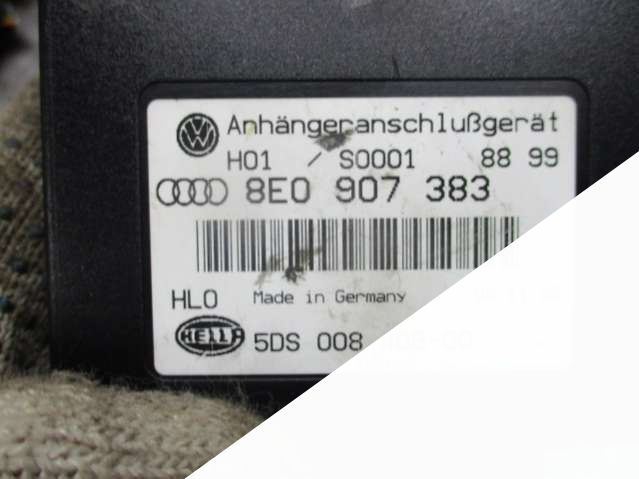 Anhängeranschlußgerät
H01 / S0001 88 99
8E0 907 383
HLO Made in Germany
HELLA
5DS 008